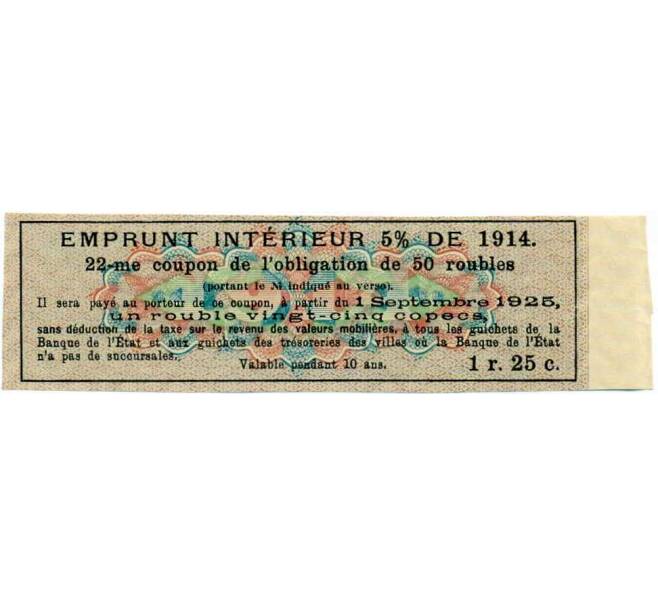 EMPRUNT INTÉRIEUR 5% DE 1914.
22-me coupon de l'obligation de 50 roubles
(portant le № indiqué au verso).
Il sera payé au porteur de ce coupon, à partir du 1 Septembre 1925,
un rouble vingt-cinq copecs,
sans déduction de la taxe sur le revenu des valeurs mobilières, à tous les guichets de la
Banque de l'État et aux guichets des trésoreries des villes où la Banque de l'État
n'a pas de succursales.
Valable pendant 10 ans.
1 r. 25 c.